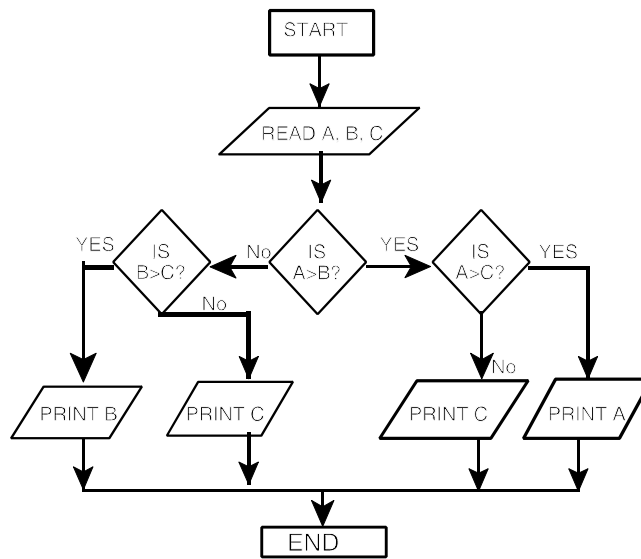 START
READ A, B, C
YES
IS
B>C?
No
IS
A>B?
YES
IS
A>C?
YES
No
No
PRINT B
PRINT C
PRINT C
PRINT A
END